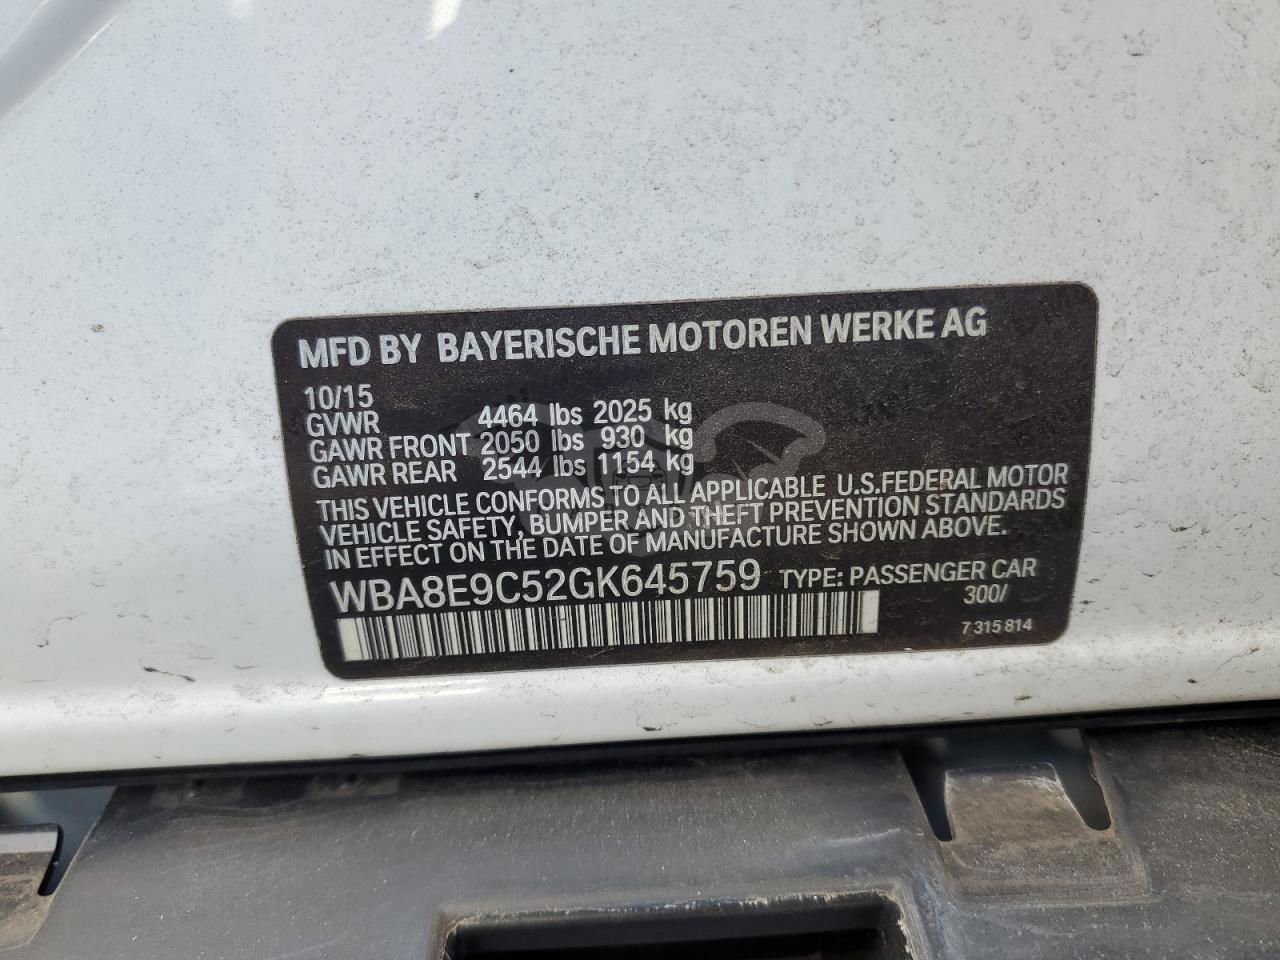 MFD BY BAYERISCHE MOTOREN WERKE AG
10/15
GVWR 4464 lbs 2025 kg
GAWR FRONT 2050 lbs 930 kg
GAWR REAR 2544 lbs 1154 kg
THIS VEHICLE CONFORMS TO ALL APPLICABLE U.S.FEDERAL MOTOR
VEHICLE SAFETY, BUMPER AND THEFT PREVENTION STANDARDS
IN EFFECT ON THE DATE OF MANUFACTURE SHOWN ABOVE.
WBA8E9C52GK645759 TYPE: PASSENGER CAR
300/
7 315 814